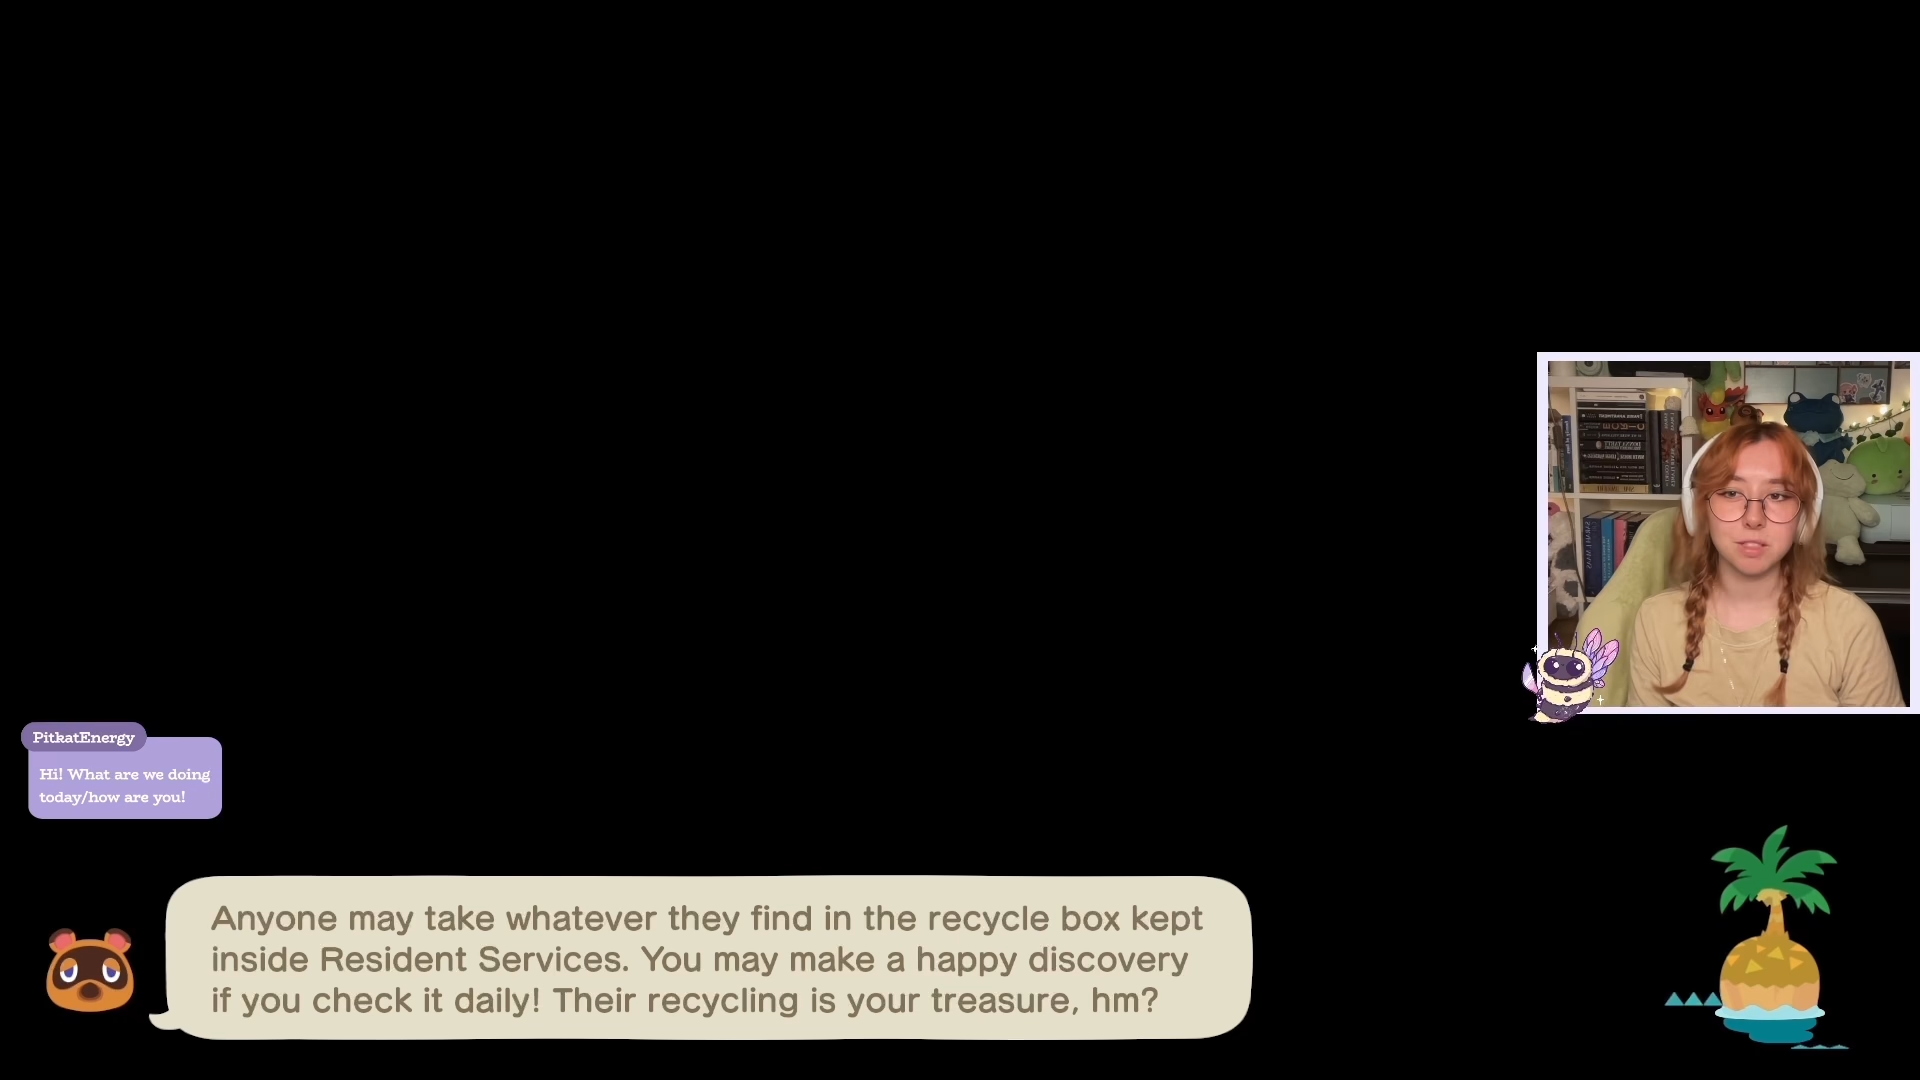 PitkatEnergy
Hi! What are we doing
today/how are you!
Anyone may take whatever they find in the recycle box kept
inside Resident Services. You may make a happy discovery
if you check it daily! Their recycling is your treasure, hm?